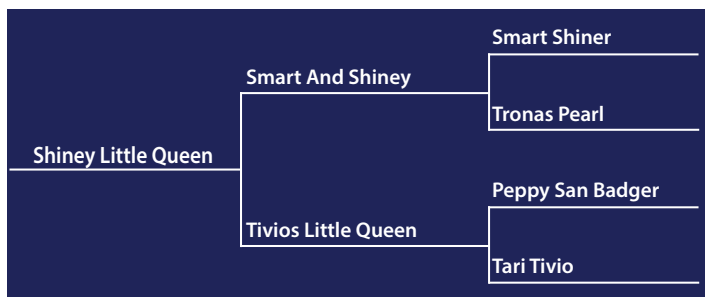 Smart Shiner
Smart And Shiney
Tronas Pearl
Shiney Little Queen
Peppy San Badger
Tivios Little Queen
Tari Tivio